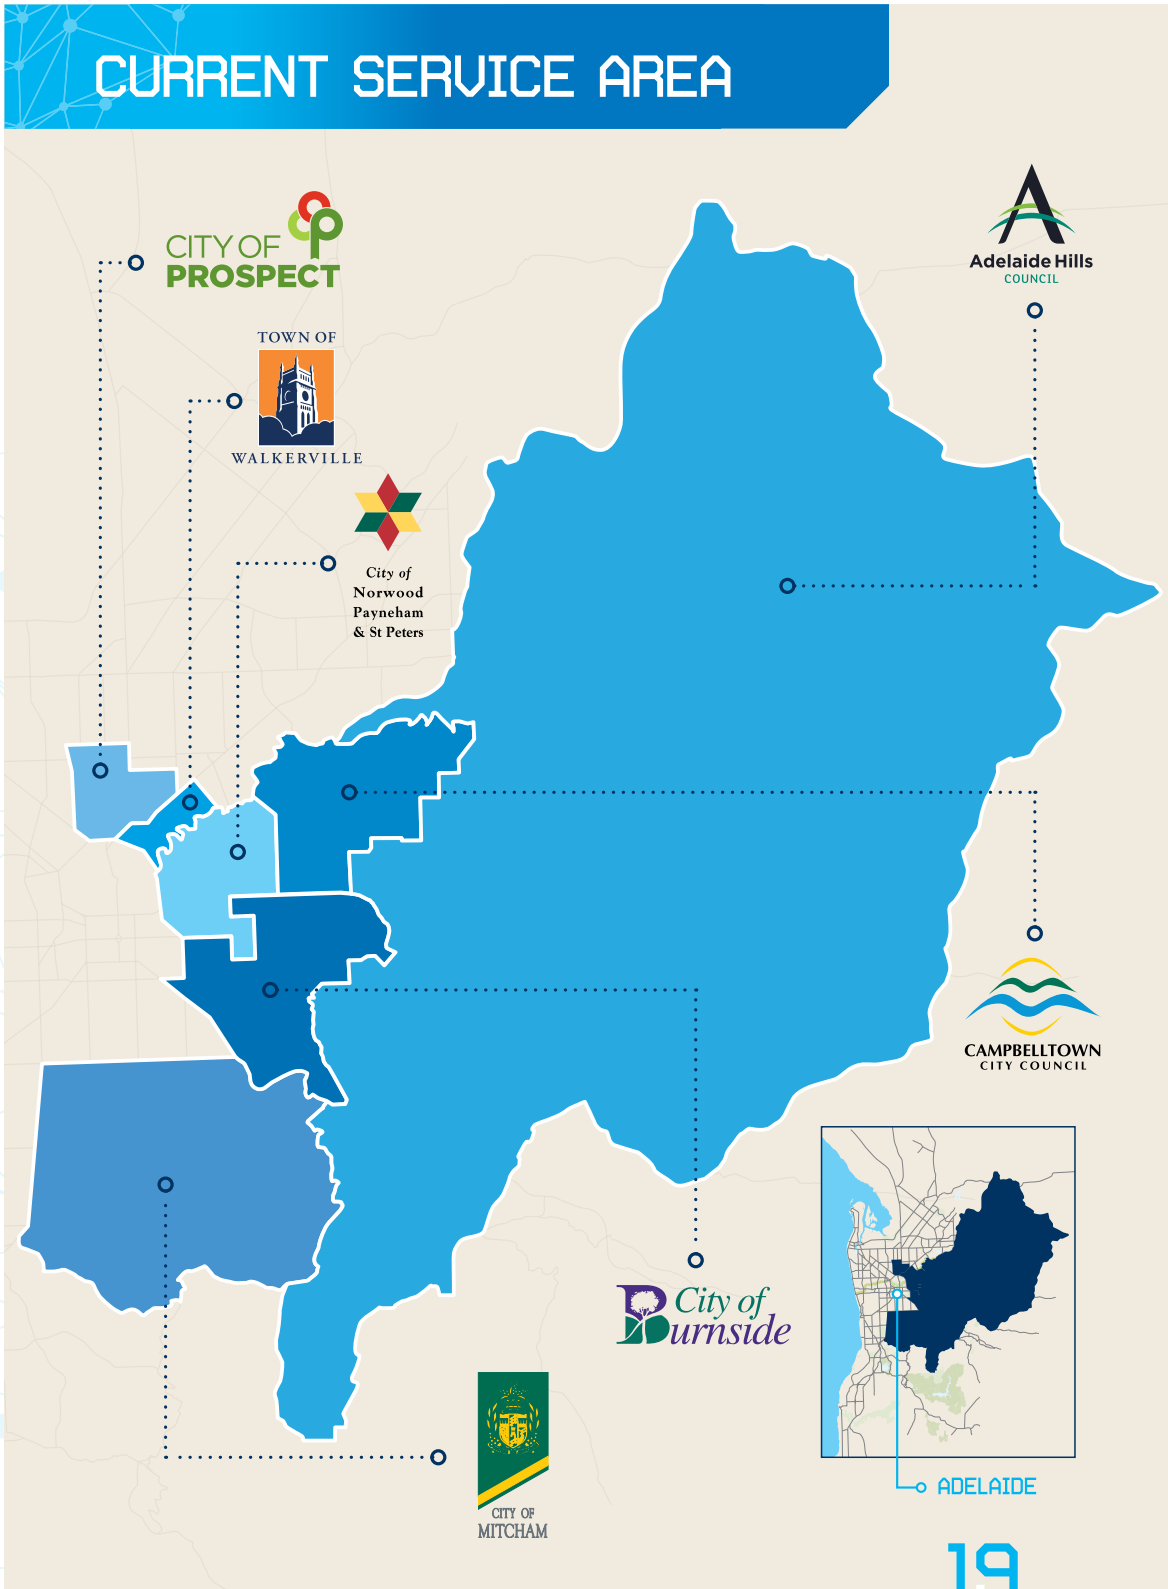 CURRENT SERVICE AREA
CITY OF
PROSPECT
Adelaide Hills
COUNCIL
TOWN OF
WALKERVILLE
City of
Norwood
Payneham
& St Peters
CAMPBELLTOWN
CITY COUNCIL
City of
Burnside
CITY OF
MITCHAM
ADELAIDE
19